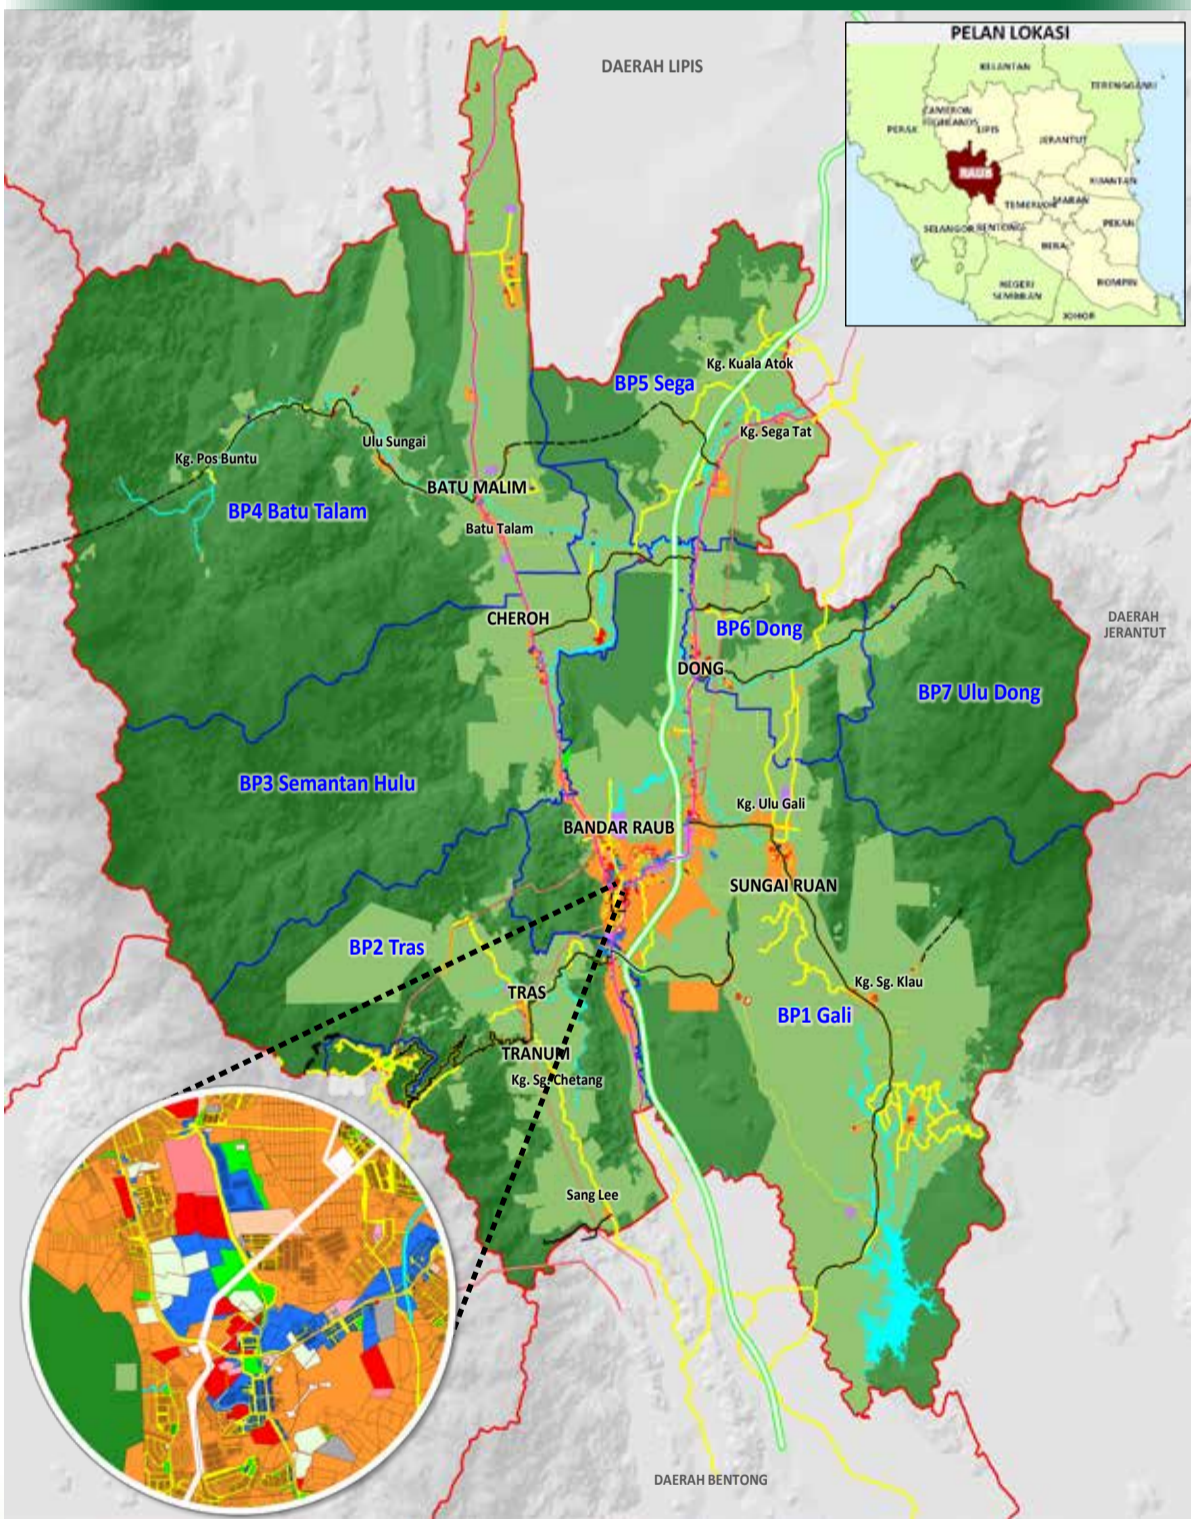 PELAN LOKASI
KELANTAN
TERENGGANU
CAMERON
HIGHLANDS
LIPIS
PERAK
JERANTUT
RAUB
KUANTAN
TEMERLOH
MARAN
SELANGOR
BENTONG
PEKAN
BERA
NEGERI
SEMBILAN
ROMPIN
JOHOR
DAERAH LIPIS
Kg. Kuala Atok
BP5 Sega
Kg. Sega Tat
Ulu Sungai
Kg. Pos Buntu
BATU MALIM
BP4 Batu Talam
Batu Talam
CHEROH
BP6 Dong
DAERAH
JERANTUT
DONG
BP7 Ulu Dong
BP3 Semantan Hulu
Kg. Ulu Gali
BANDAR RAUB
SUNGAI RUAN
BP2 Tras
Kg. Sg. Klau
TRAS
BP1 Gali
TRANUM
Kg. Sg. Chetang
Sang Lee
DAERAH BENTONG